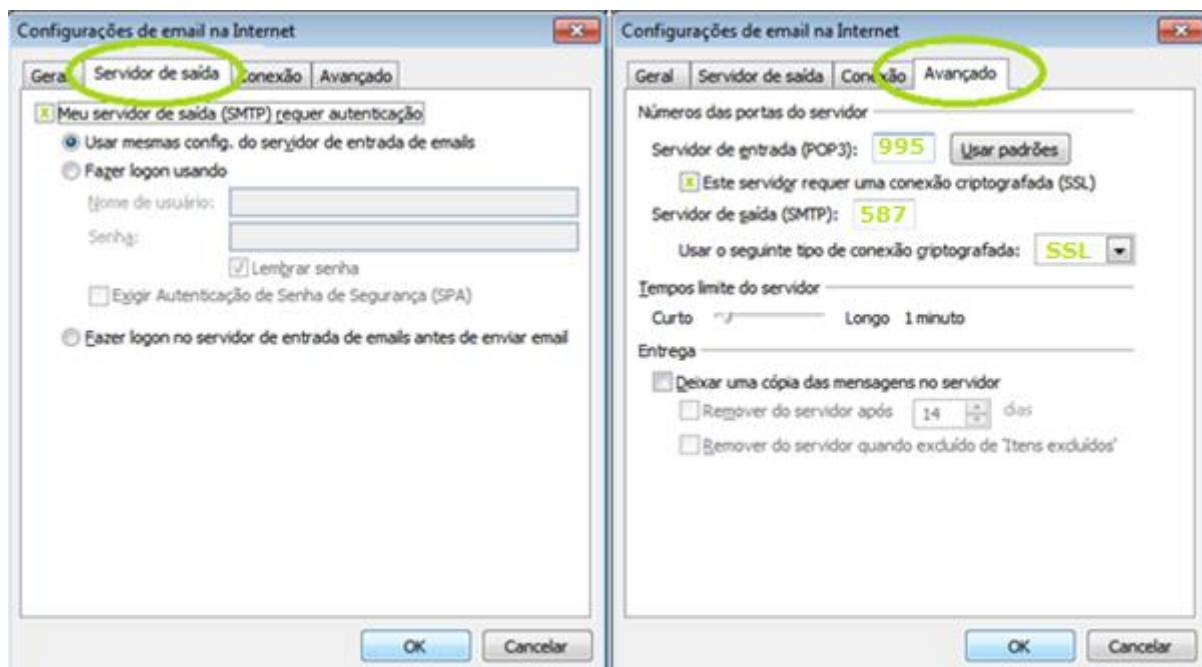 Configurações de email na Internet
Geral Servidor de saída Conexão Avançado
Meu servidor de saída (SMTP) requer autenticação
Usar mesmas config. do servidor de entrada de emails
Fazer logon usando
Nome de usuário:
Senha:
Lembrar senha
Exigir Autenticação de Senha de Segurança (SPA)
Fazer logon no servidor de entrada de emails antes de enviar email
OK Cancelar
Configurações de email na Internet
Geral Servidor de saída Conexão Avançado
Números das portas do servidor
Servidor de entrada (POP3): 995 Usar padrões
Este servidor requer uma conexão criptografada (SSL)
Servidor de saída (SMTP): 587
Usar o seguinte tipo de conexão criptografada: SSL
Tempos limite do servidor
Curto Longo 1 minuto
Entrega
Deixar uma cópia das mensagens no servidor
Remover do servidor após 14 dias
Remover do servidor quando excluído de 'Itens excluídos'
OK Cancelar